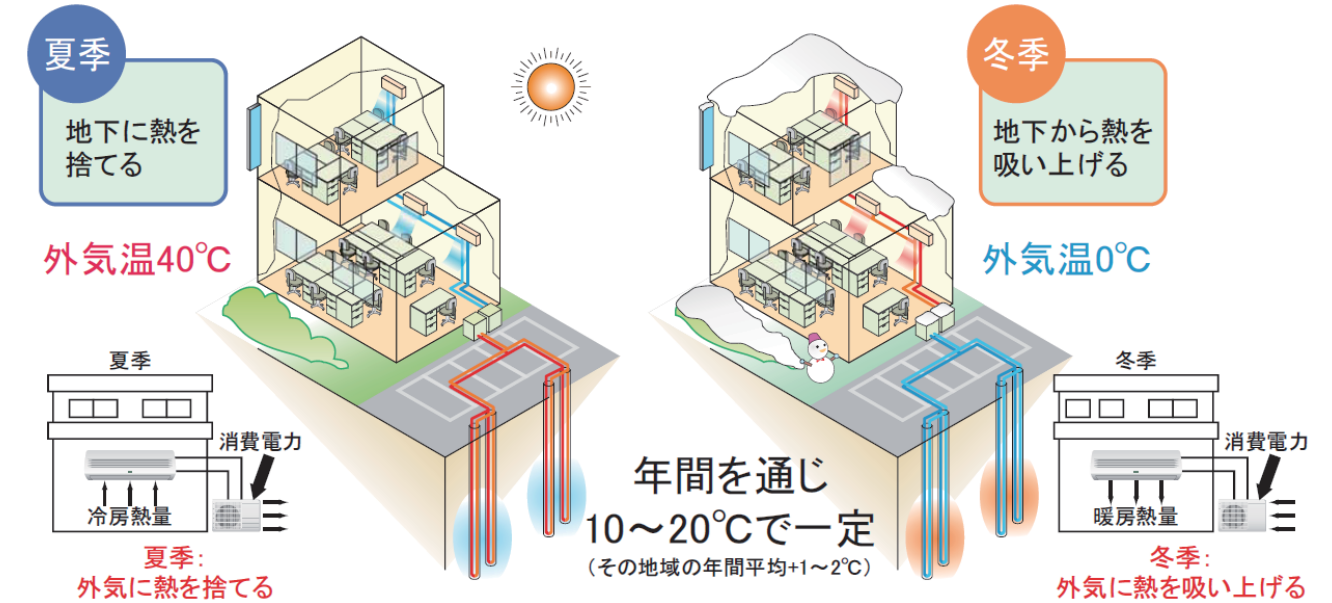 夏季
地下に熱を
捨てる
外気温40℃
冬季
地下から熱を
吸い上げる
外気温0℃
夏季
消費電力
冷房熱量
夏季：
外気に熱を捨てる
年間を通じ
10～20℃で一定
（その地域の年間平均+1～2℃）
冬季
消費電力
暖房熱量
冬季：
外気に熱を吸い上げる